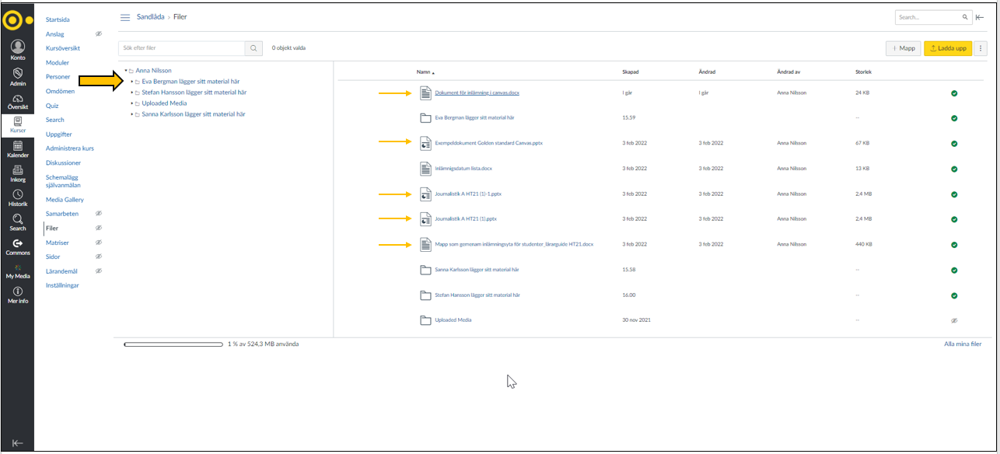 Konto
Admin
Översikt
Kurser
Kalender
Inkorg
Historik
Search
Commons
My Media
Mer info
Startsida
Anslag
Kursöversikt
Moduler
Personer
Omdömen
Quiz
Search
Uppgifter
Administrera kurs
Diskussioner
Schemalägg
självanmälan
Media Gallery
Samarbeten
Filer
Matriser
Sidor
Lärandemål
Inställningar
Sandlåda › Filer
Search...
Sök efter filer
0 objekt valda
Mapp
Ladda upp
Anna Nilsson
Eva Bergman lägger sitt material här
Stefan Hansson lägger sitt material här
Uploaded Media
Sanna Karlsson lägger sitt material här
Namn Skapad Ändrad Ändrad av Storlek
Dokument för inlämning i canvas.docx I går I går Anna Nilsson 24 KB
Eva Bergman lägger sitt material här 15.59 --
Exempeldokument Golden standard Canvas.pptx 3 feb 2022 3 feb 2022 Anna Nilsson 67 KB
Inlämnigsdatum lista.docx 3 feb 2022 3 feb 2022 Anna Nilsson 13 KB
Journalistik A HT21 (1)-1.pptx 3 feb 2022 3 feb 2022 Anna Nilsson 2,4 MB
Journalistik A HT21 (1).pptx 3 feb 2022 3 feb 2022 Anna Nilsson 2,4 MB
Mapp som gemenam inlämningsyta för studenter_lärarguide HT21.docx 3 feb 2022 3 feb 2022 Anna Nilsson 440 KB
Sanna Karlsson lägger sitt material här 15.58 --
Stefan Hansson lägger sitt material här 16.00 --
Uploaded Media 30 nov 2021 --
1 % av 524,3 MB använda
Alla mina filer